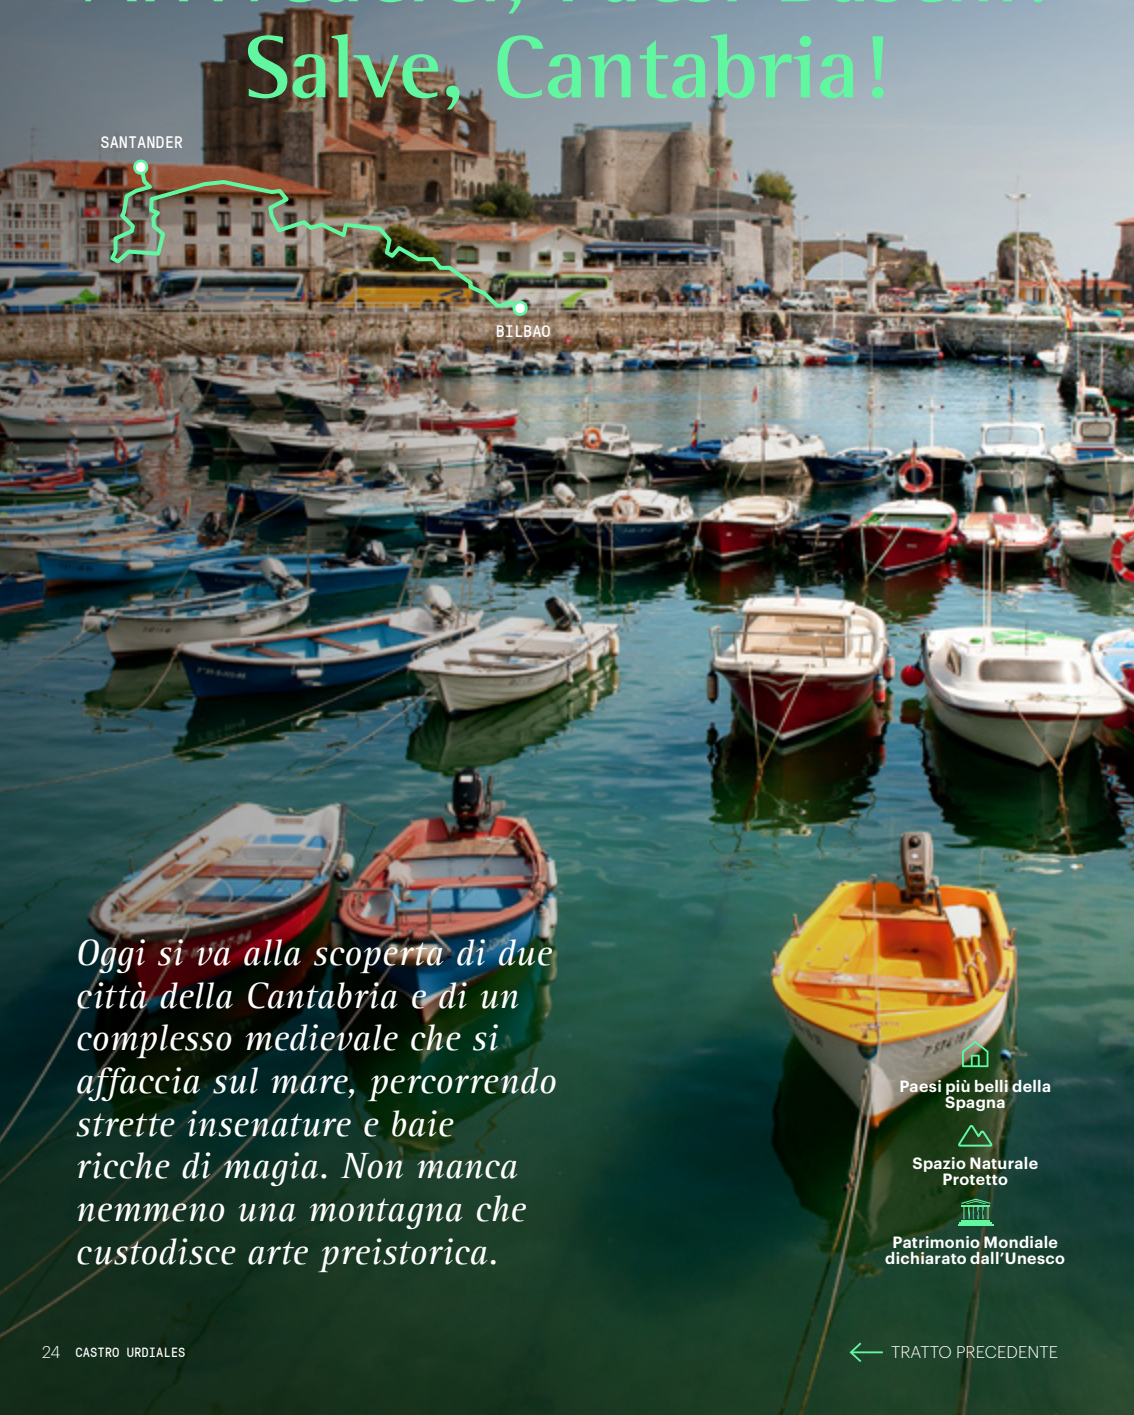 Salve, Cantabria!
SANTANDER
BILBAO
Oggi si va alla scoperta di due
città della Cantabria e di un
complesso medievale che si
affaccia sul mare, percorrendo
strette insenature e baie
ricche di magia. Non manca
nemmeno una montagna che
custodisce arte preistorica.
Paesi più belli della
Spagna
Spazio Naturale
Protetto
Patrimonio Mondiale
dichiarato dall'Unesco
24 CASTRO URDIALES
TRATTO PRECEDENTE